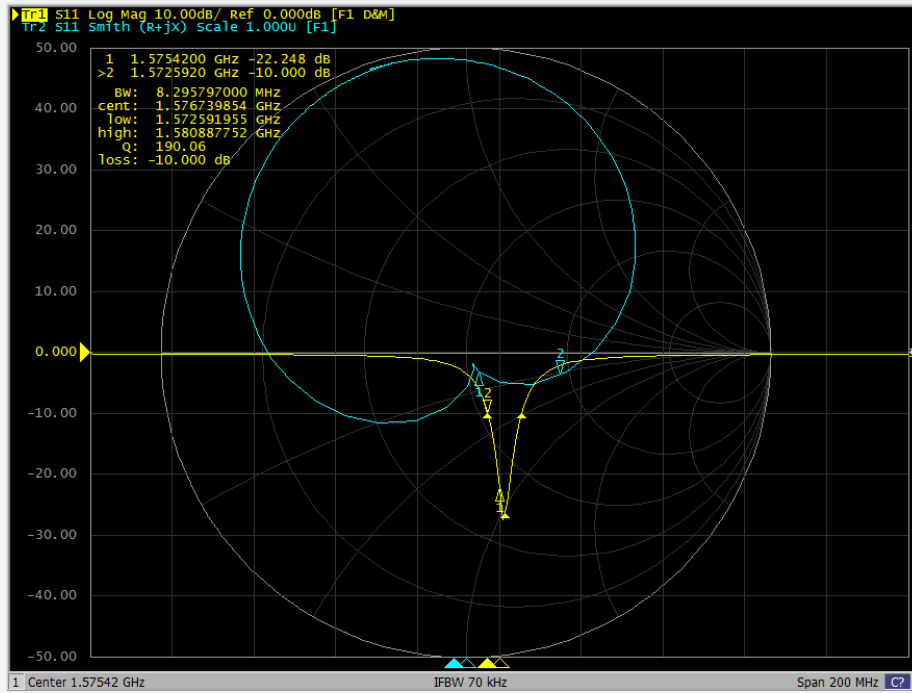 Tr1 S11 Log Mag 10.00dB/ Ref 0.000dB [F1 D&M]
Tr2 S11 Smith (R+jX) Scale 1.000U [F1]
50.00
1 1.5754200 GHz -22.248 dB
>2 1.5725920 GHz -10.000 dB
BW: 8.295797000 MHz
cent: 1.576739854 GHz
low: 1.572591955 GHz
high: 1.580887752 GHz
Q: 190.06
loss: -10.000 dB
40.00
30.00
20.00
10.00
0.000
2
1
2
-10.00
1
-20.00
-30.00
-40.00
-50.00
1 Center 1.57542 GHz IFBW 70 kHz Span 200 MHz C?